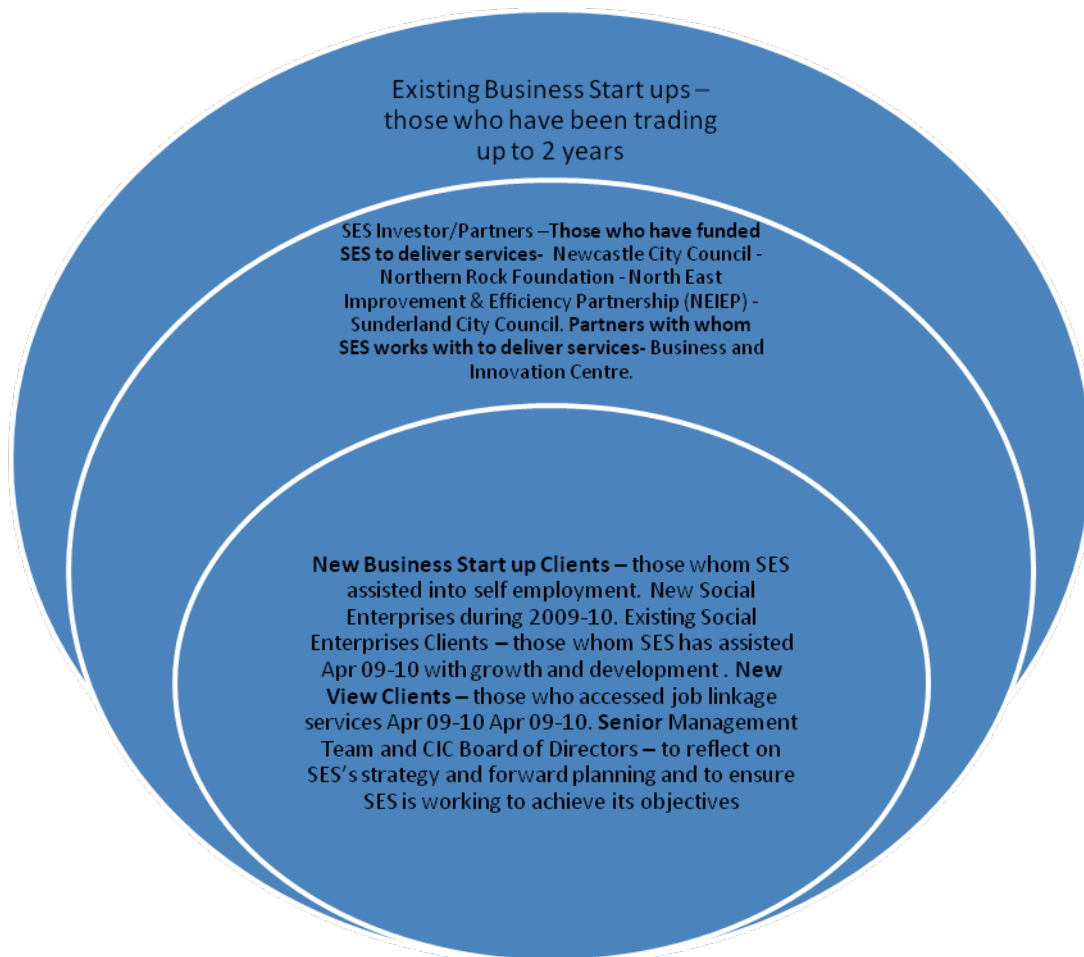 Existing Business Start ups –
those who have been trading
up to 2 years
SES Investor/Partners –Those who have funded
SES to deliver services- Newcastle City Council -
Northern Rock Foundation - North East
Improvement & Efficiency Partnership (NEIEP) -
Sunderland City Council. Partners with whom
SES works with to deliver services- Business and
Innovation Centre.
New Business Start up Clients – those whom SES
assisted into self employment. New Social
Enterprises during 2009-10. Existing Social
Enterprises Clients – those whom SES has assisted
Apr 09-10 with growth and development . New
View Clients – those who accessed job linkage
services Apr 09-10 Apr 09-10. Senior Management
Team and CIC Board of Directors – to reflect on
SES's strategy and forward planning and to ensure
SES is working to achieve its objectives